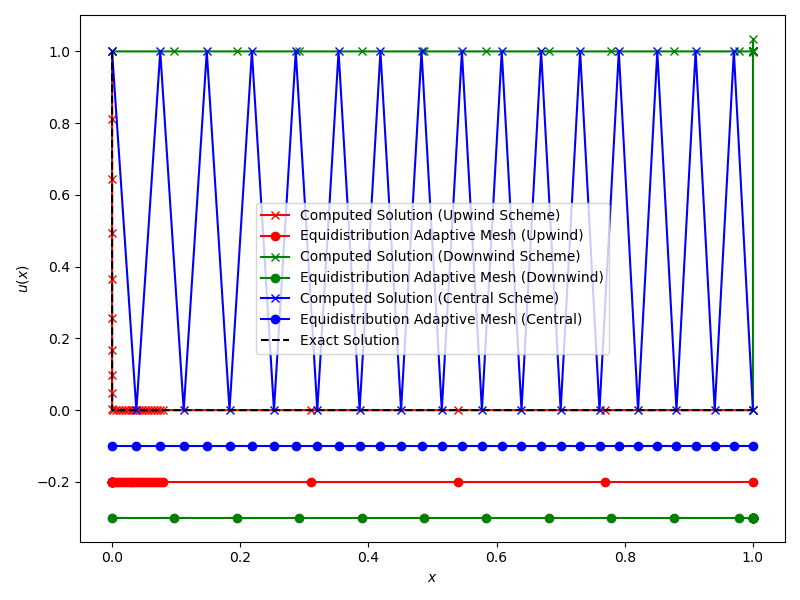 1.0
0.8
0.6
0.4
0.2
0.0
−0.2
u(x)
Computed Solution (Upwind Scheme)
Equidistribution Adaptive Mesh (Upwind)
Computed Solution (Downwind Scheme)
Equidistribution Adaptive Mesh (Downwind)
Computed Solution (Central Scheme)
Equidistribution Adaptive Mesh (Central)
Exact Solution
0.0 0.2 0.4 0.6 0.8 1.0
x